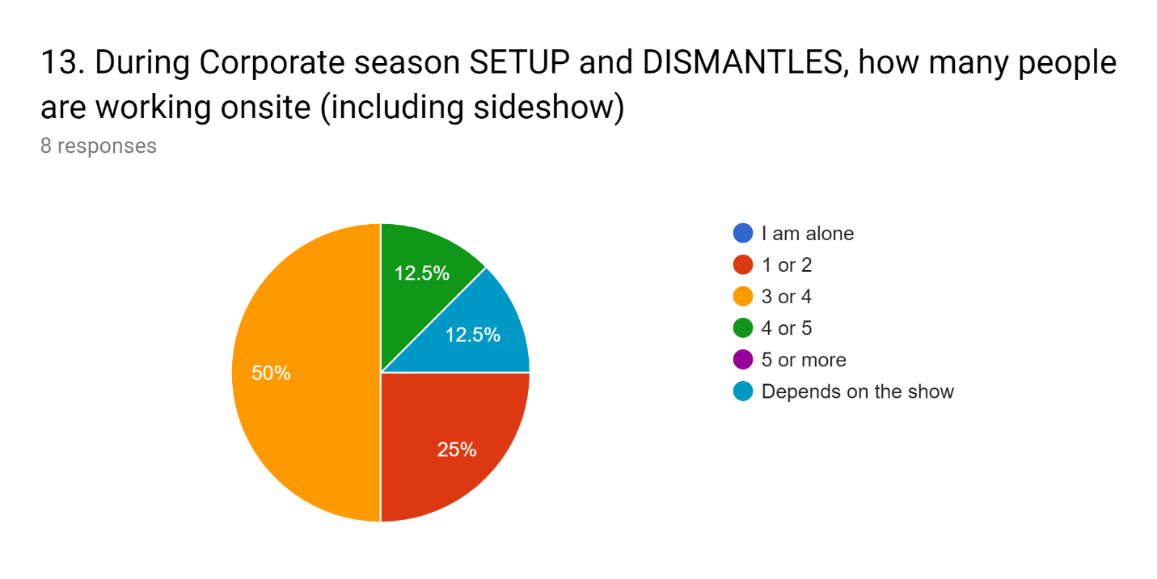 13. During Corporate season SETUP and DISMANTLES, how many people
are working onsite (including sideshow)
8 responses
12.5%
12.5%
50%
25%
I am alone
1 or 2
3 or 4
4 or 5
5 or more
Depends on the show